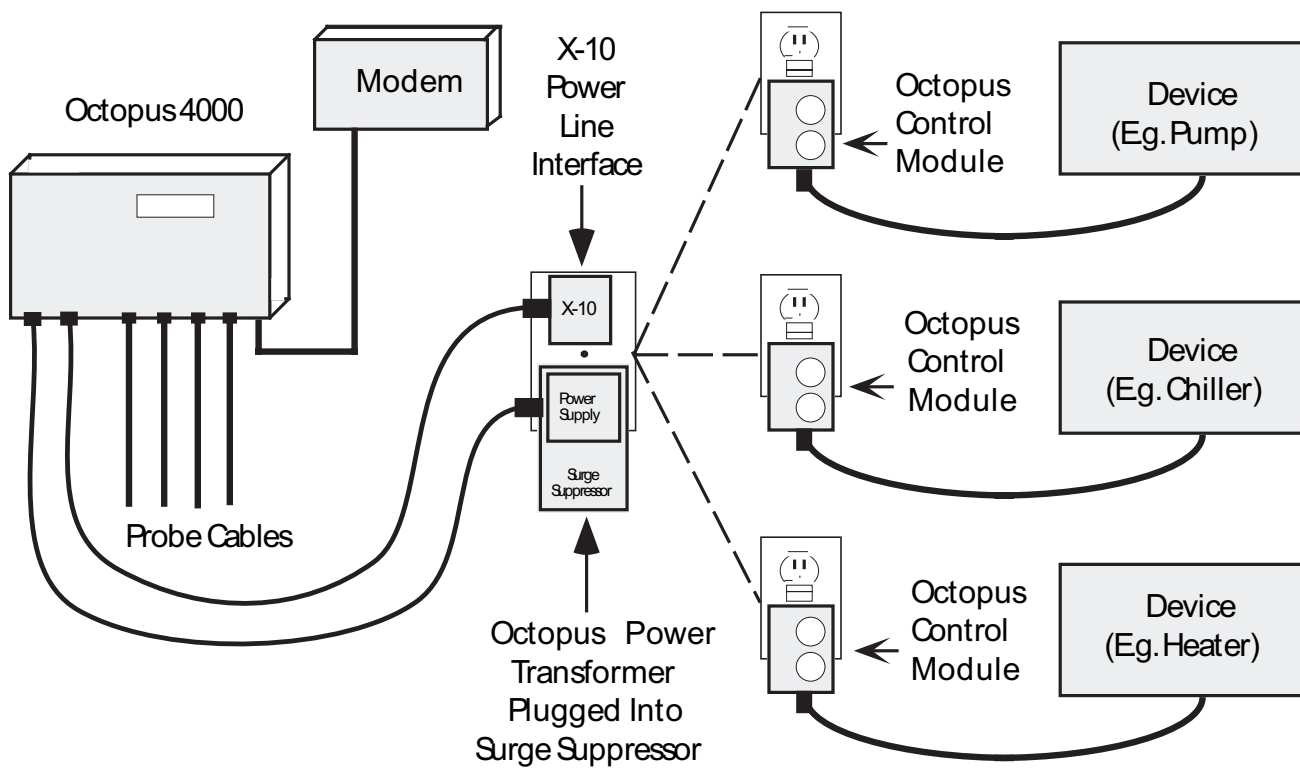 Octopus 4000
Modem
X-10
Power
Line
Interface
Octopus
Control
Module
Device
(Eg. Pump)
X-10
Power
Supply
Surge
Suppressor
Octopus
Control
Module
Device
(Eg. Chiller)
Probe Cables
Octopus Power
Transformer
Plugged Into
Surge Suppressor
Octopus
Control
Module
Device
(Eg. Heater)